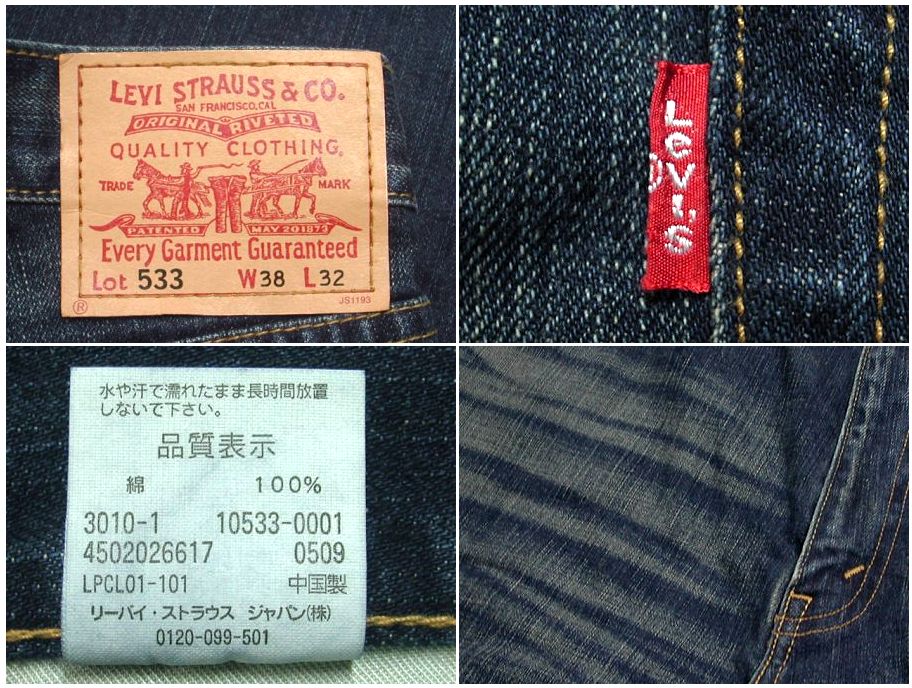 LEVI STRAUSS & CO.
SAN FRANCISCO,CAL
ORIGINAL RIVETED
QUALITY CLOTHING.
TRADE MARK
PATENTED MAY 20 1873
Every Garment Guaranteed
Lot 533 W38 L32
® JS1193
Levi's
水や汗で濡れたまま長時間放置
しないで下さい。
品質表示
綿 100%
3010-1 10533-0001
4502026617 0509
LPCL01-101 中国製
リーバイ・ストラウス ジャパン(株)
0120-099-501